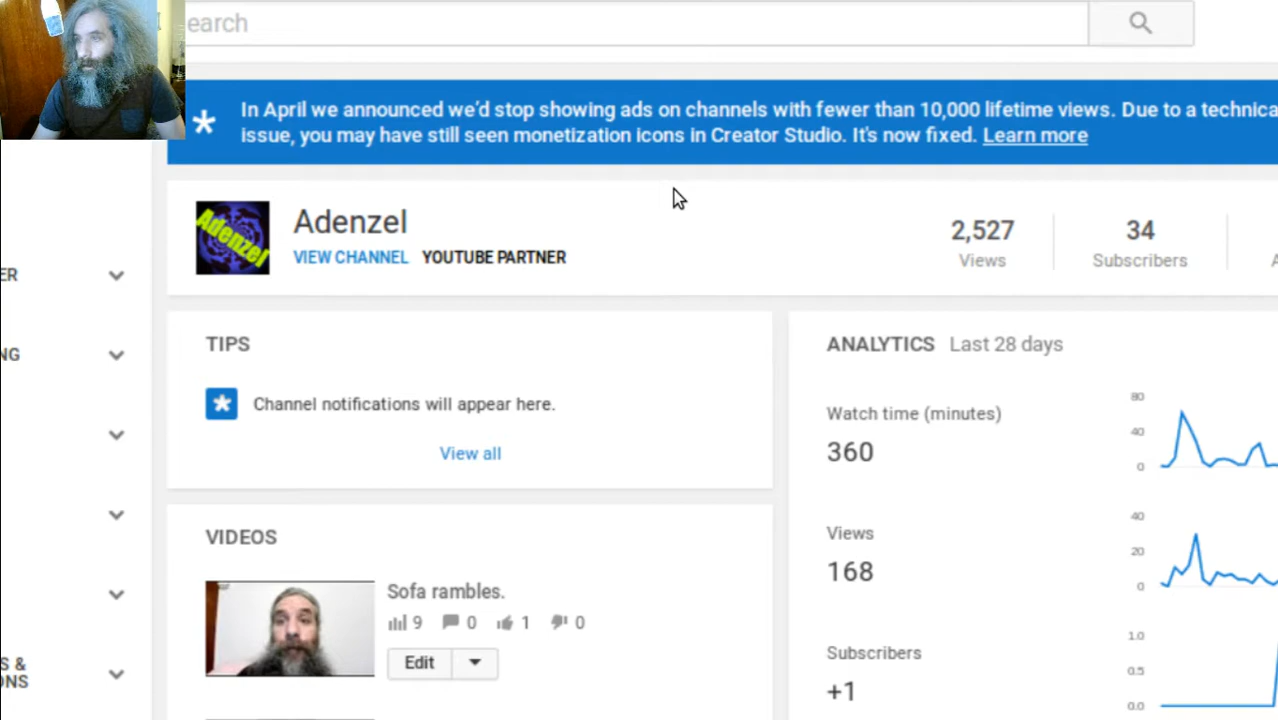 earch
In April we announced we'd stop showing ads on channels with fewer than 10,000 lifetime views. Due to a technica
issue, you may have still seen monetization icons in Creator Studio. It's now fixed. Learn more
Adenzel
Adenzel
VIEW CHANNEL YOUTUBE PARTNER
2,527
Views
34
Subscribers
A
ER
NG
S &
ONS
TIPS
Channel notifications will appear here.
View all
VIDEOS
Sofa rambles.
9 0 1 0
Edit
ANALYTICS Last 28 days
Watch time (minutes)
360
80
40
0
Views
168
40
20
0
Subscribers
+1
1.0
0.5
0.0